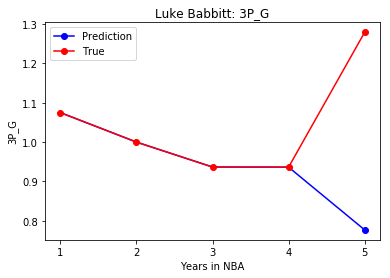 Luke Babbitt: 3P_G
Prediction
True
3P_G
1.3
1.2
1.1
1.0
0.9
0.8
1 2 3 4 5
Years in NBA